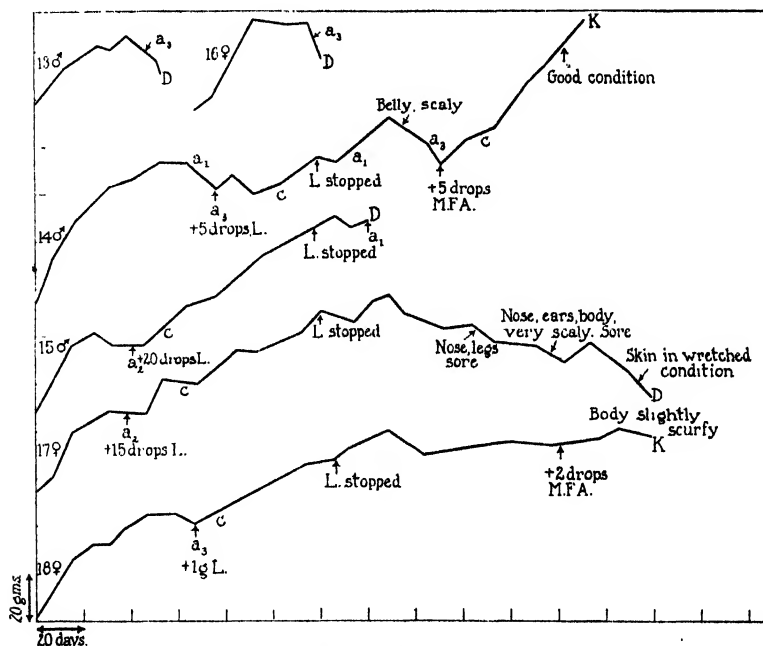 13♂
a₃
D
16♀
a₃
D
K
Good condition
Belly, scaly
a₁
a₃
+5 drops L.
C
L stopped
a₁
a₃
+5 drops
M.F.A.
C
14♂
D
a₁
L. stopped
15♂
a₂
+20 drops L.
C
L stopped
Nose, legs
sore
Nose, ears, body,
very scaly. Sore
Skin in wretched
condition
D
17♀
a₂
+15 drops L.
C
Body slightly
scurfy
K
L. stopped
+2 drops
M.F.A.
18♀
a₃
+1g L.
C
20 gms.
20 days.